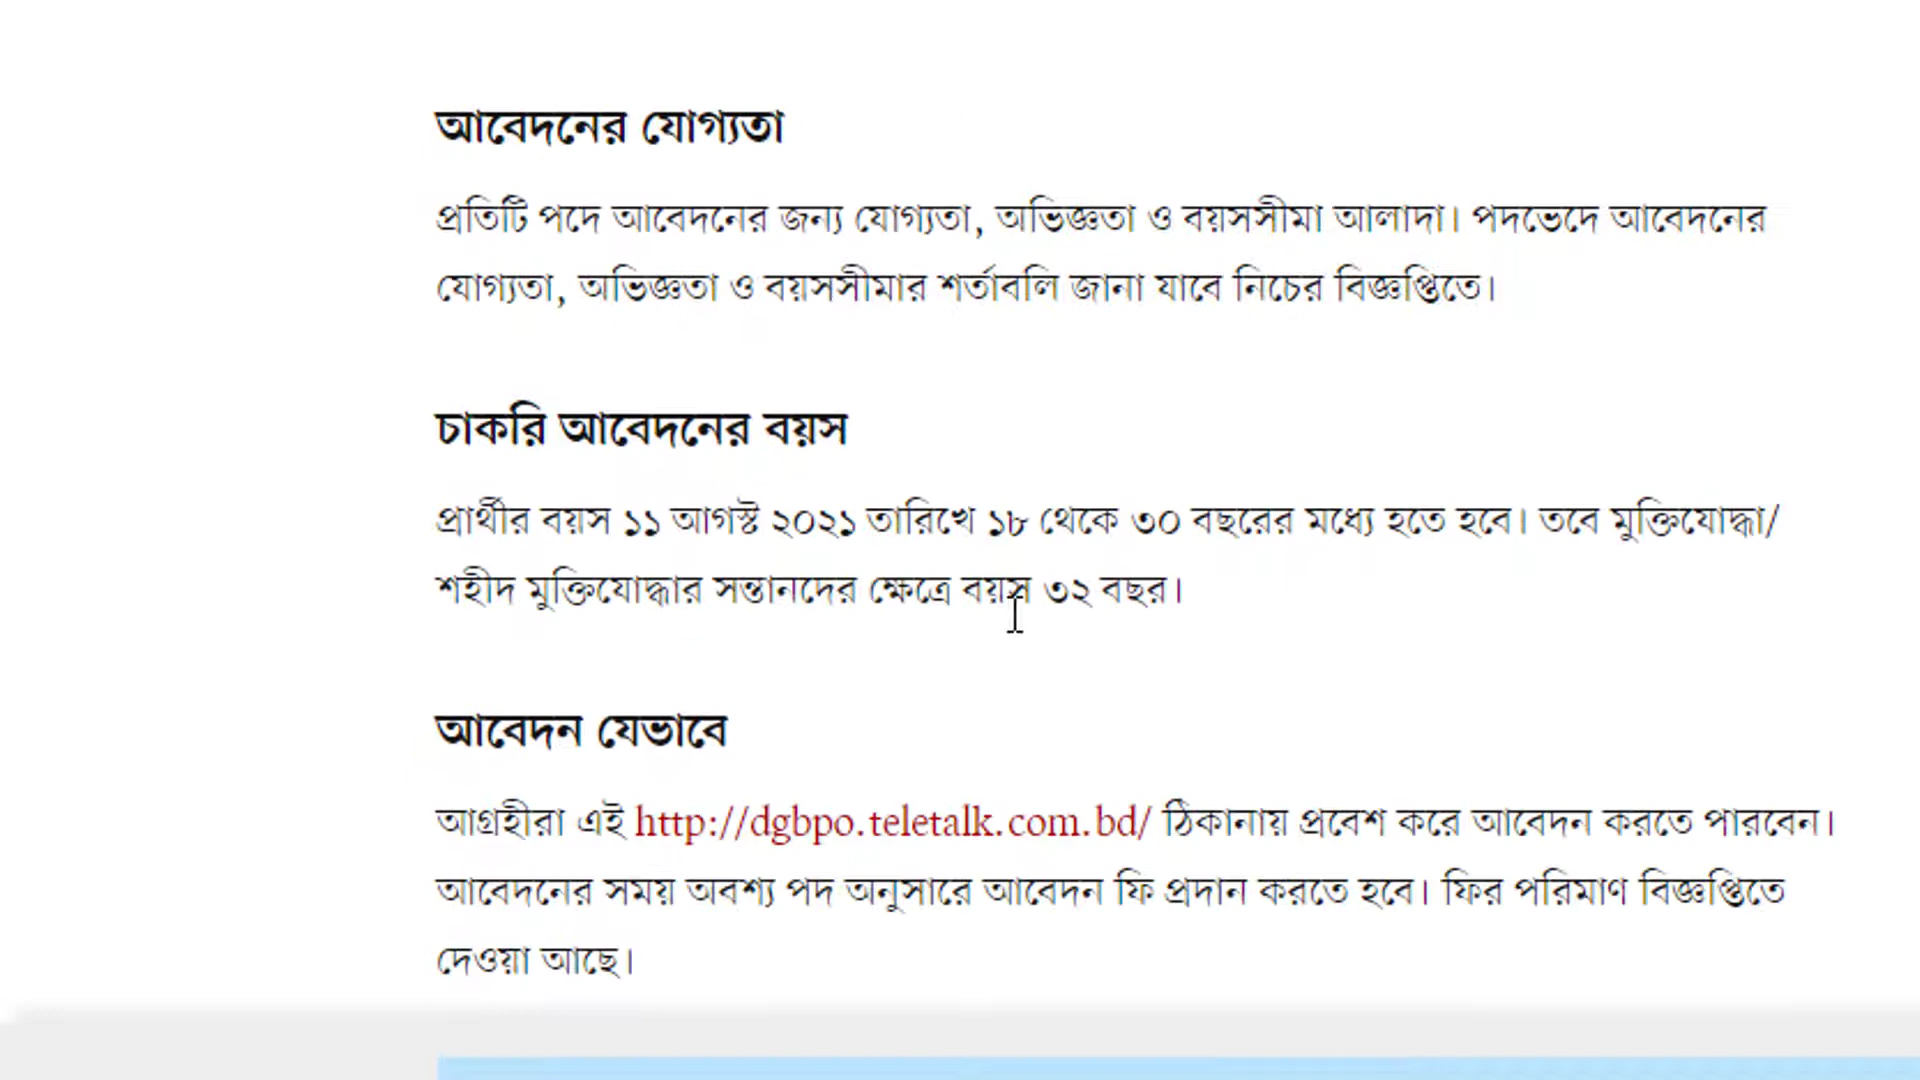 আবেদনের যোগ্যতা
প্রতিটি পদে আবেদনের জন্য যোগ্যতা, অভিজ্ঞতা ও বয়সসীমা আলাদা। পদভেদে আবেদনের
যোগ্যতা, অভিজ্ঞতা ও বয়সসীমার শর্তাবলি জানা যাবে নিচের বিজ্ঞপ্তিতে।
চাকরি আবেদনের বয়স
প্রার্থীর বয়স ১১ আগস্ট ২০২১ তারিখে ১৮ থেকে ৩০ বছরের মধ্যে হতে হবে। তবে মুক্তিযোদ্ধা/
শহীদ মুক্তিযোদ্ধার সন্তানদের ক্ষেত্রে বয়স ৩২ বছর।
আবেদন যেভাবে
আগ্রহীরা এই http://dgbpo.teletalk.com.bd/ ঠিকানায় প্রবেশ করে আবেদন করতে পারবেন।
আবেদনের সময় অবশ্য পদ অনুসারে আবেদন ফি প্রদান করতে হবে। ফির পরিমাণ বিজ্ঞপ্তিতে
দেওয়া আছে।